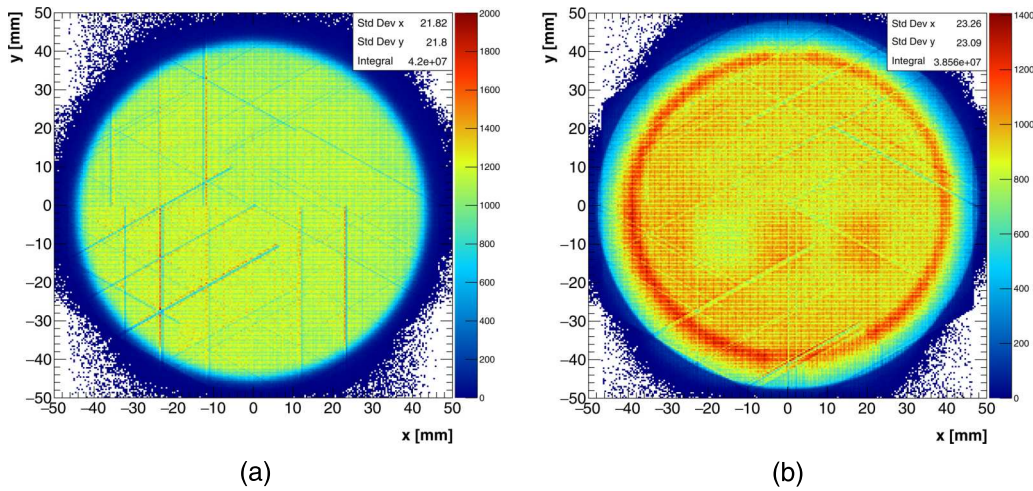 y [mm]
50
40
30
20
10
0
−10
−20
−30
−40
−50
−50 −40 −30 −20 −10 0 10 20 30 40 50
x [mm]
Std Dev x 21.82
Std Dev y 21.8
Integral 4.2e+07
2000
1800
1600
1400
1200
1000
800
600
400
200
0
(a)
y [mm]
50
40
30
20
10
0
−10
−20
−30
−40
−50
−50 −40 −30 −20 −10 0 10 20 30 40 50
x [mm]
Std Dev x 23.26
Std Dev y 23.09
Integral 3.856e+07
1400
1200
1000
800
600
400
200
0
(b)